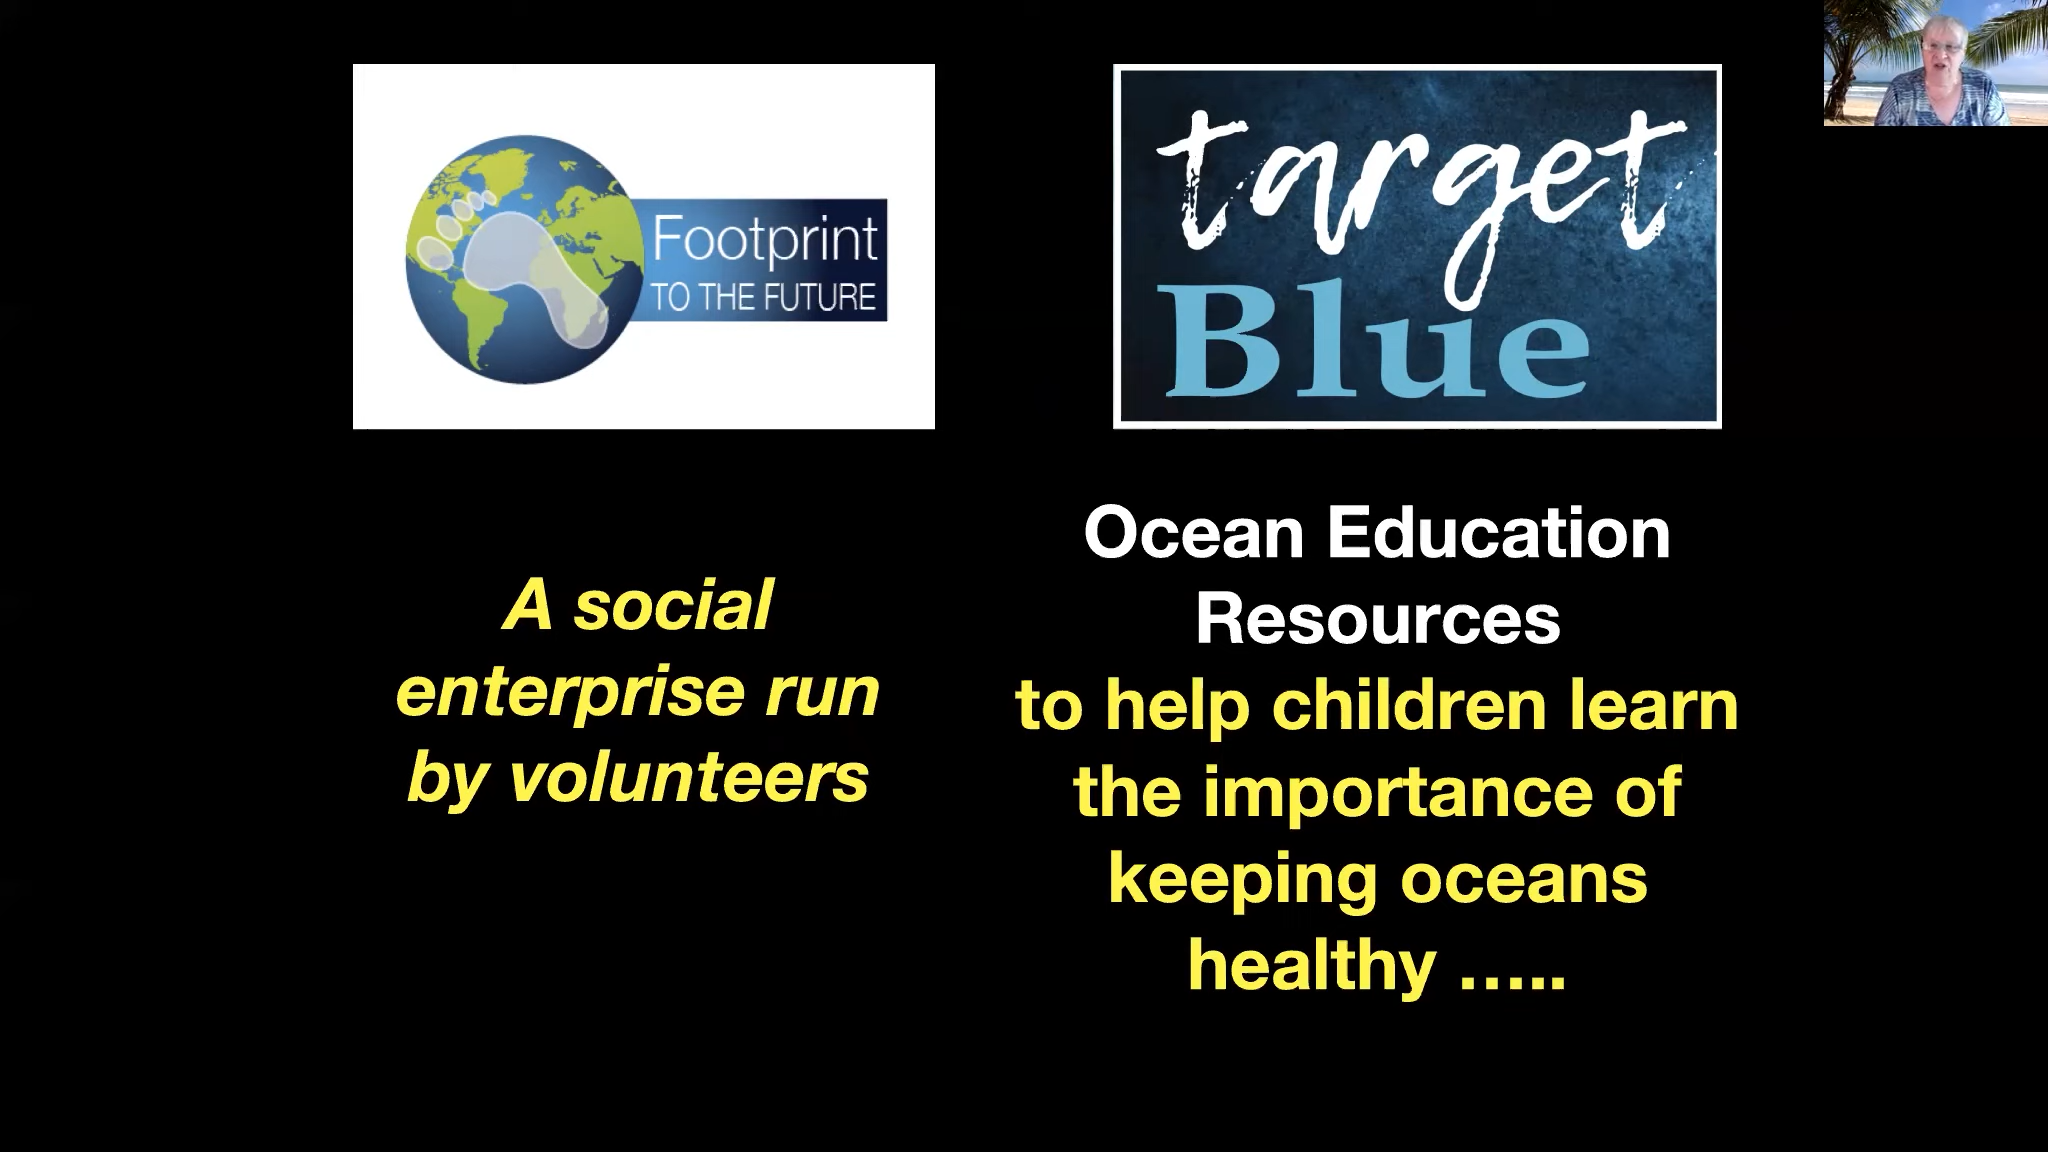 Footprint
TO THE FUTURE
target
Blue
A social
enterprise run
by volunteers
Ocean Education
Resources
to help children learn
the importance of
keeping oceans
healthy .....